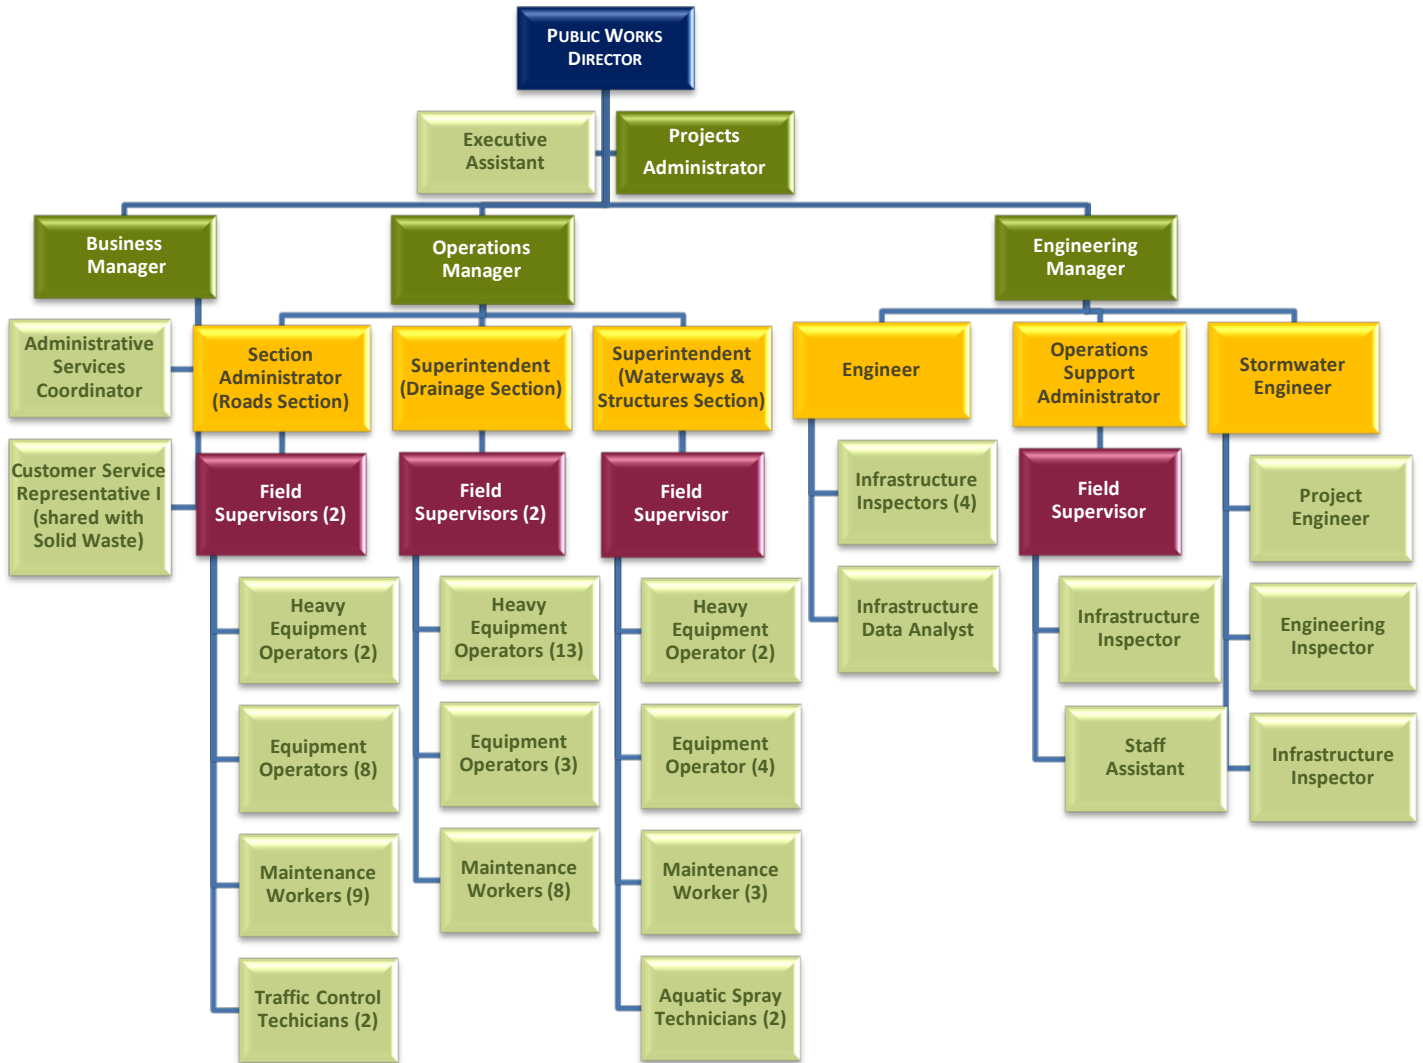 PUBLIC WORKS
DIRECTOR
Executive
Assistant
Projects
Administrator
Business
Manager
Operations
Manager
Engineering
Manager
Administrative
Services
Coordinator
Section
Administrator
(Roads Section)
Superintendent
(Drainage Section)
Superintendent
(Waterways &
Structures Section)
Engineer
Operations
Support
Administrator
Stormwater
Engineer
Customer Service
Representative I
(shared with
Solid Waste)
Field
Supervisors (2)
Field
Supervisors (2)
Field
Supervisor
Infrastructure
Inspectors (4)
Field
Supervisor
Project
Engineer
Heavy
Equipment
Operators (2)
Heavy
Equipment
Operators (13)
Heavy
Equipment
Operator (2)
Infrastructure
Data Analyst
Infrastructure
Inspector
Engineering
Inspector
Equipment
Operators (8)
Equipment
Operators (3)
Equipment
Operator (4)
Staff
Assistant
Infrastructure
Inspector
Maintenance
Workers (9)
Maintenance
Workers (8)
Maintenance
Worker (3)
Traffic Control
Techicians (2)
Aquatic Spray
Technicians (2)